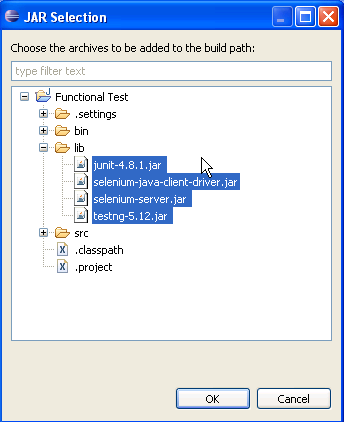 JAR Selection
Choose the archives to be added to the build path:
type filter text
Functional Test
.settings
bin
lib
junit-4.8.1.jar
selenium-java-client-driver.jar
selenium-server.jar
testng-5.12.jar
src
.classpath
.project
OK
Cancel